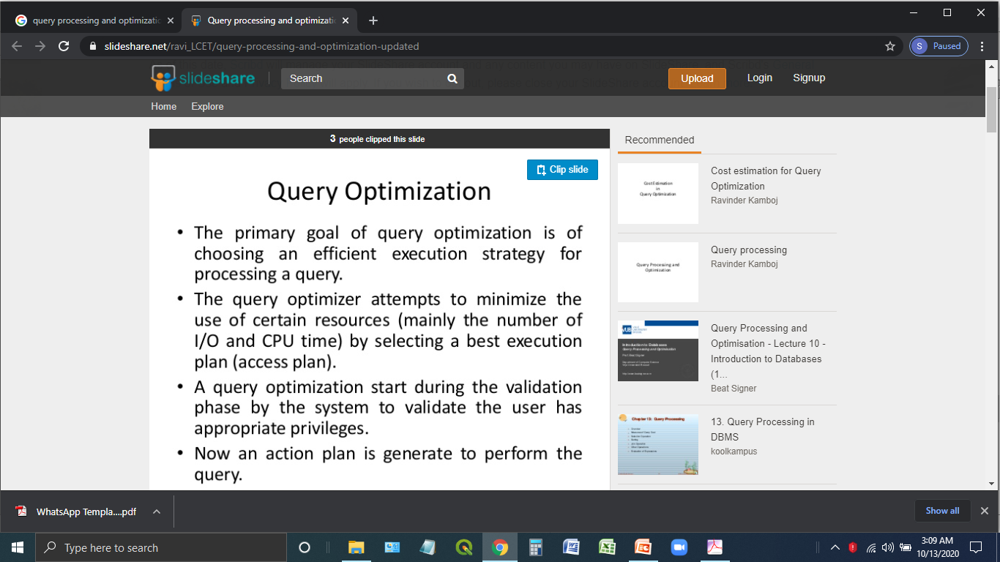 query processing and optimizatio
Query processing and optimizati
slideshare.net/ravi_LCET/query-processing-and-optimization-updated
S Paused
slideshare
Search
Upload
Login
Signup
Home
Explore
3 people clipped this slide
Clip slide
Query Optimization
• The primary goal of query optimization is of
choosing an efficient execution strategy for
processing a query.
• The query optimizer attempts to minimize the
use of certain resources (mainly the number of
I/O and CPU time) by selecting a best execution
plan (access plan).
• A query optimization start during the validation
phase by the system to validate the user has
appropriate privileges.
• Now an action plan is generate to perform the
query.
Recommended
Cost Estimation
in
Query Optimization
Cost estimation for Query
Optimization
Ravinder Kamboj
Query Processing and
Optimization
Query processing
Ravinder Kamboj
Introduction to Databases
Query Processing and Optimization
Prof. Beat Signer
Query Processing and
Optimisation - Lecture 10 -
Introduction to Databases
(1...
Beat Signer
Chapter 13: Query Processing
13. Query Processing in
DBMS
koolkampus
WhatsApp Templa....pdf
Show all
Type here to search
3:09 AM
10/13/2020